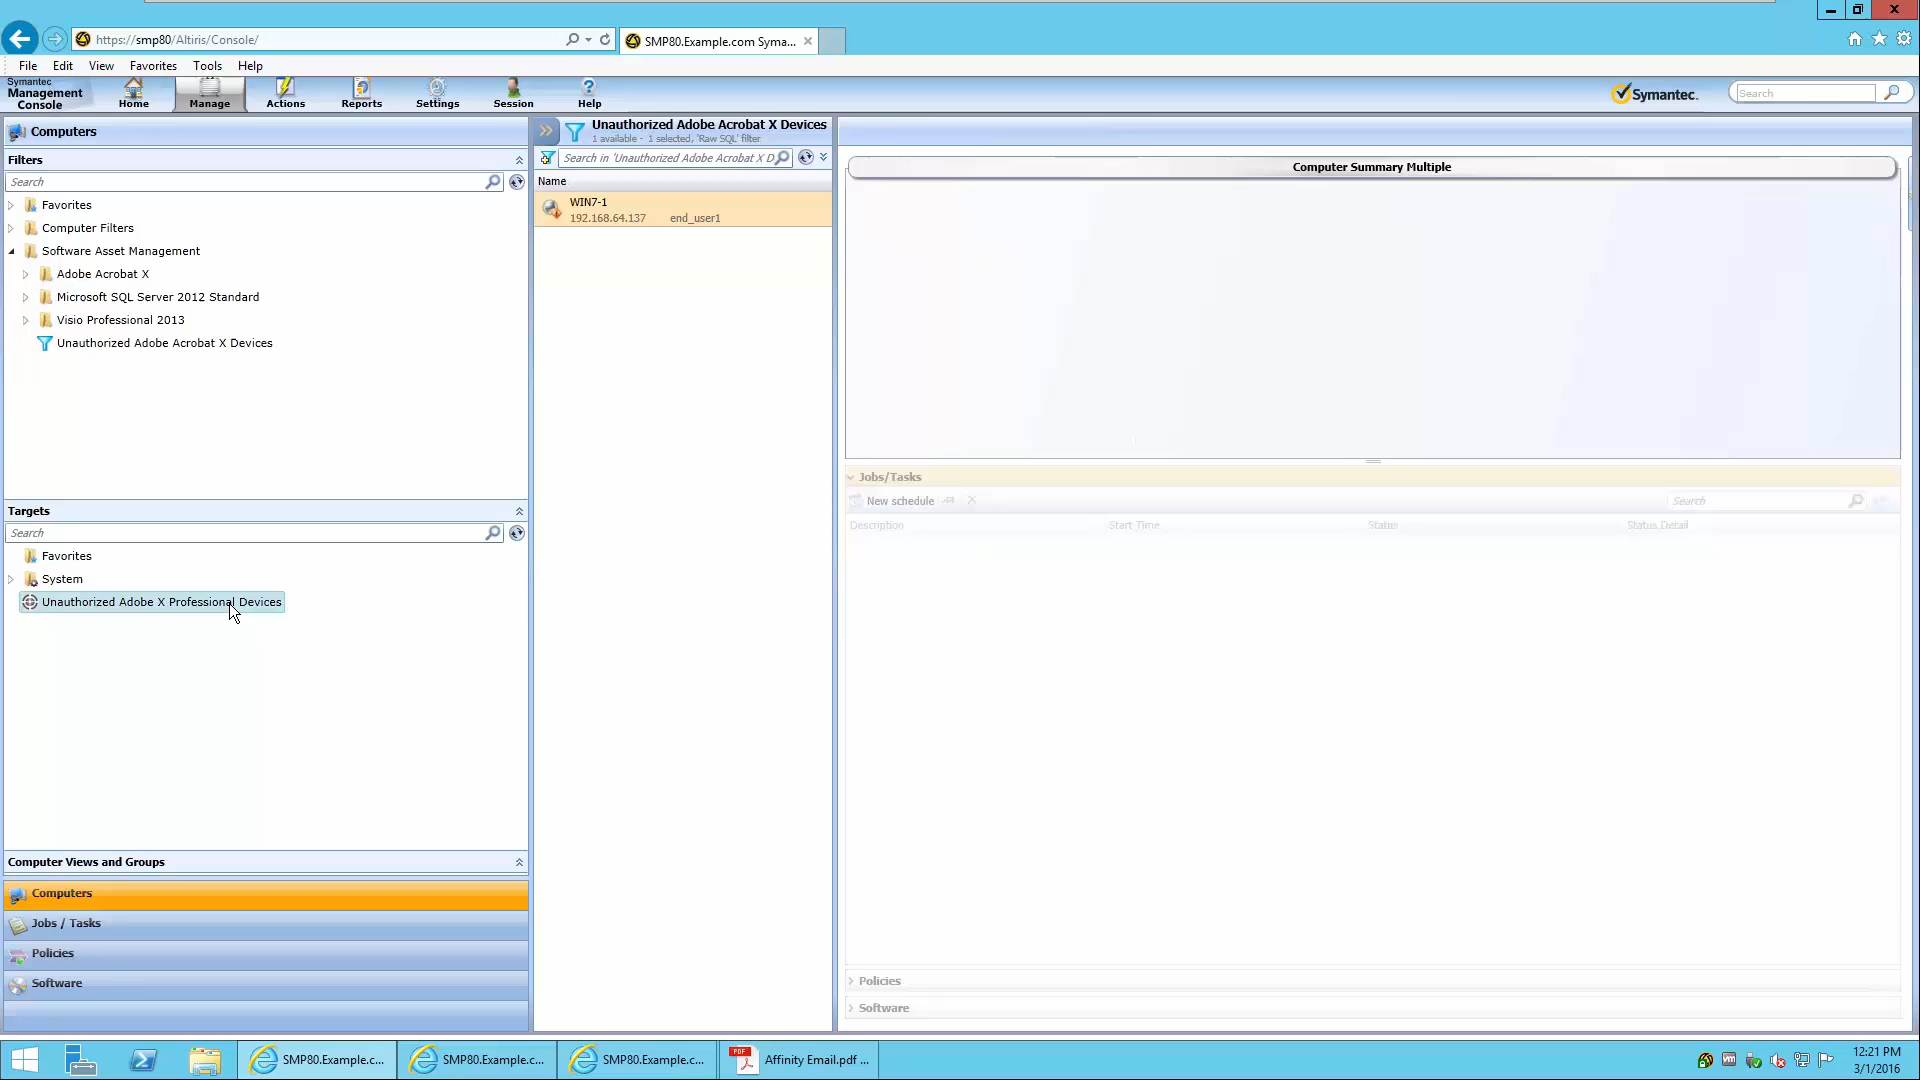 https://smp80/Altiris/Console/
SMP80.Example.com Syma...
File Edit View Favorites Tools Help
Symantec
Management
Console
Home
Manage
Actions
Reports
Settings
Session
Help
Symantec.
Search
Computers
Filters
Search
Favorites
Computer Filters
Software Asset Management
Adobe Acrobat X
Microsoft SQL Server 2012 Standard
Visio Professional 2013
Unauthorized Adobe Acrobat X Devices
Targets
Search
Favorites
System
Unauthorized Adobe X Professional Devices
Computer Views and Groups
Computers
Jobs / Tasks
Policies
Software
Unauthorized Adobe Acrobat X Devices
1 available - 1 selected, 'Raw SQL' filter
Search in 'Unauthorized Adobe Acrobat X D
Name
WIN7-1
192.168.64.137 end_user1
Computer Summary Multiple
Jobs/Tasks
New schedule
Search
Description Start Time Status Status Detail
Policies
Software
SMP80.Example.c...
SMP80.Example.c...
SMP80.Example.c...
PDF
Affinity Email.pdf ...
12:21 PM
3/1/2016